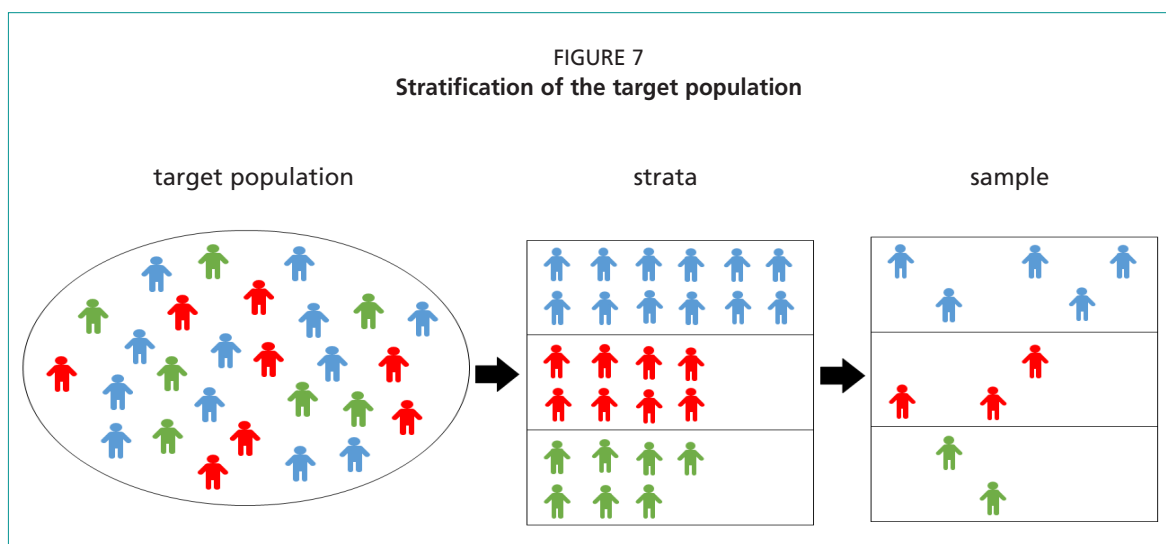 FIGURE 7
Stratification of the target population
target population
strata
sample